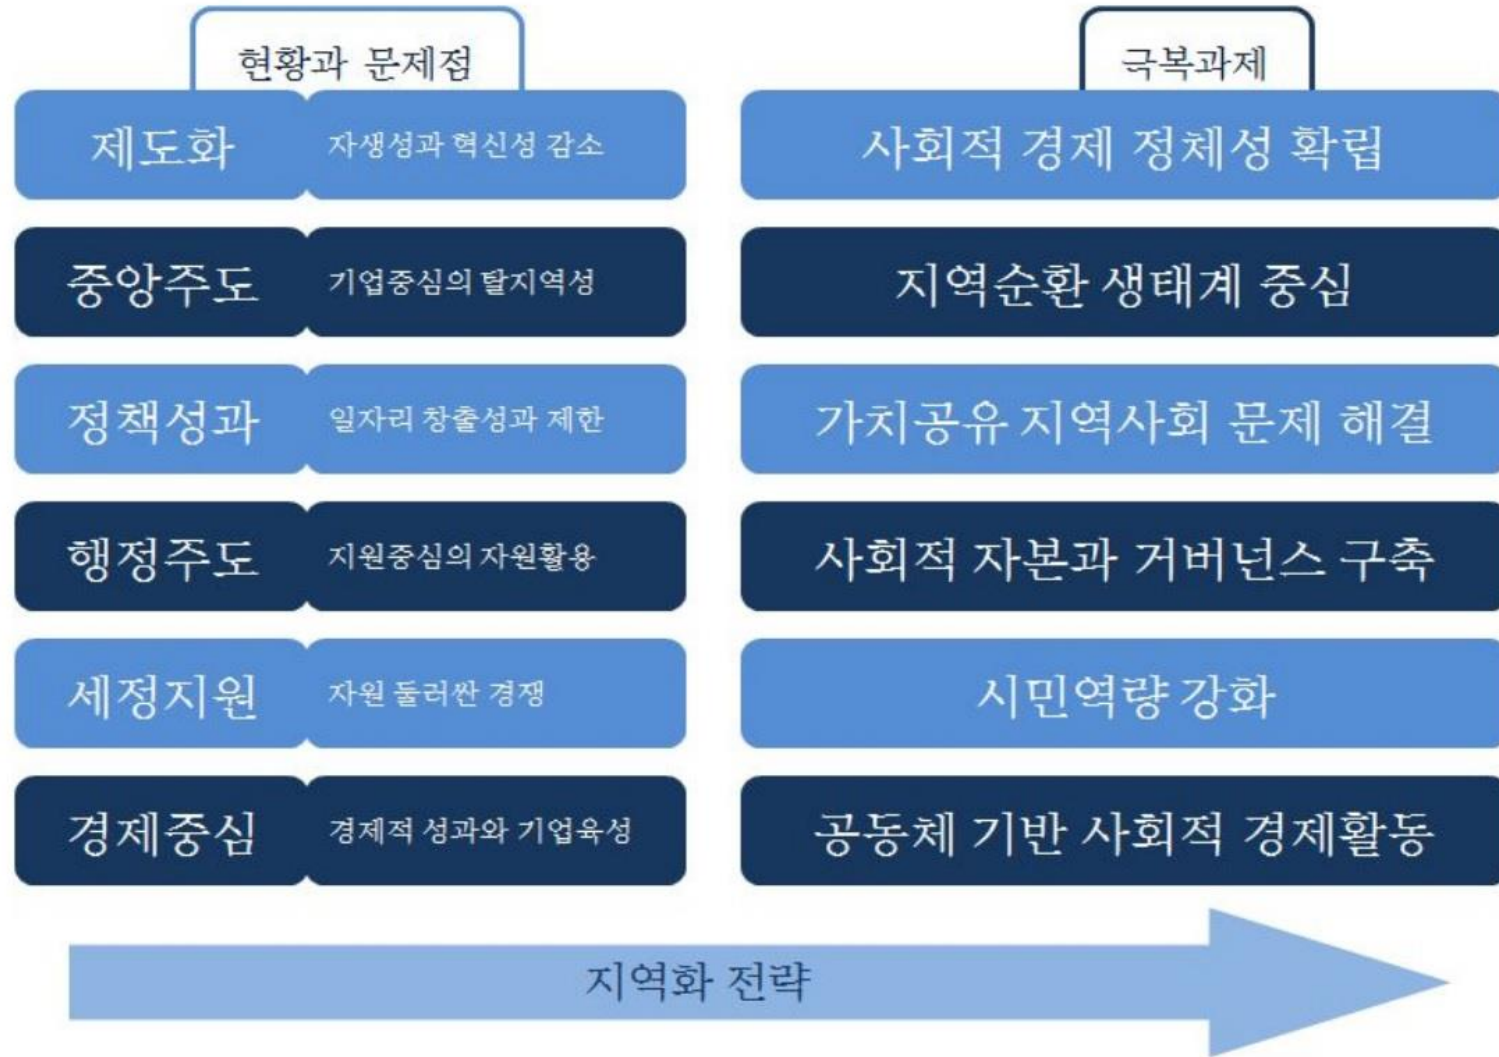 현황과 문제점
극복과제
제도화 자생성과 혁신성 감소
사회적 경제 정체성 확립
중앙주도 기업중심의 탈지역성
지역순환 생태계 중심
정책성과 일자리 창출성과 제한
가치공유 지역사회 문제 해결
행정주도 지원중심의 자원활용
사회적 자본과 거버넌스 구축
세정지원 자원 둘러싼 경쟁
시민역량 강화
경제중심 경제적 성과와 기업육성
공동체 기반 사회적 경제활동
지역화 전략